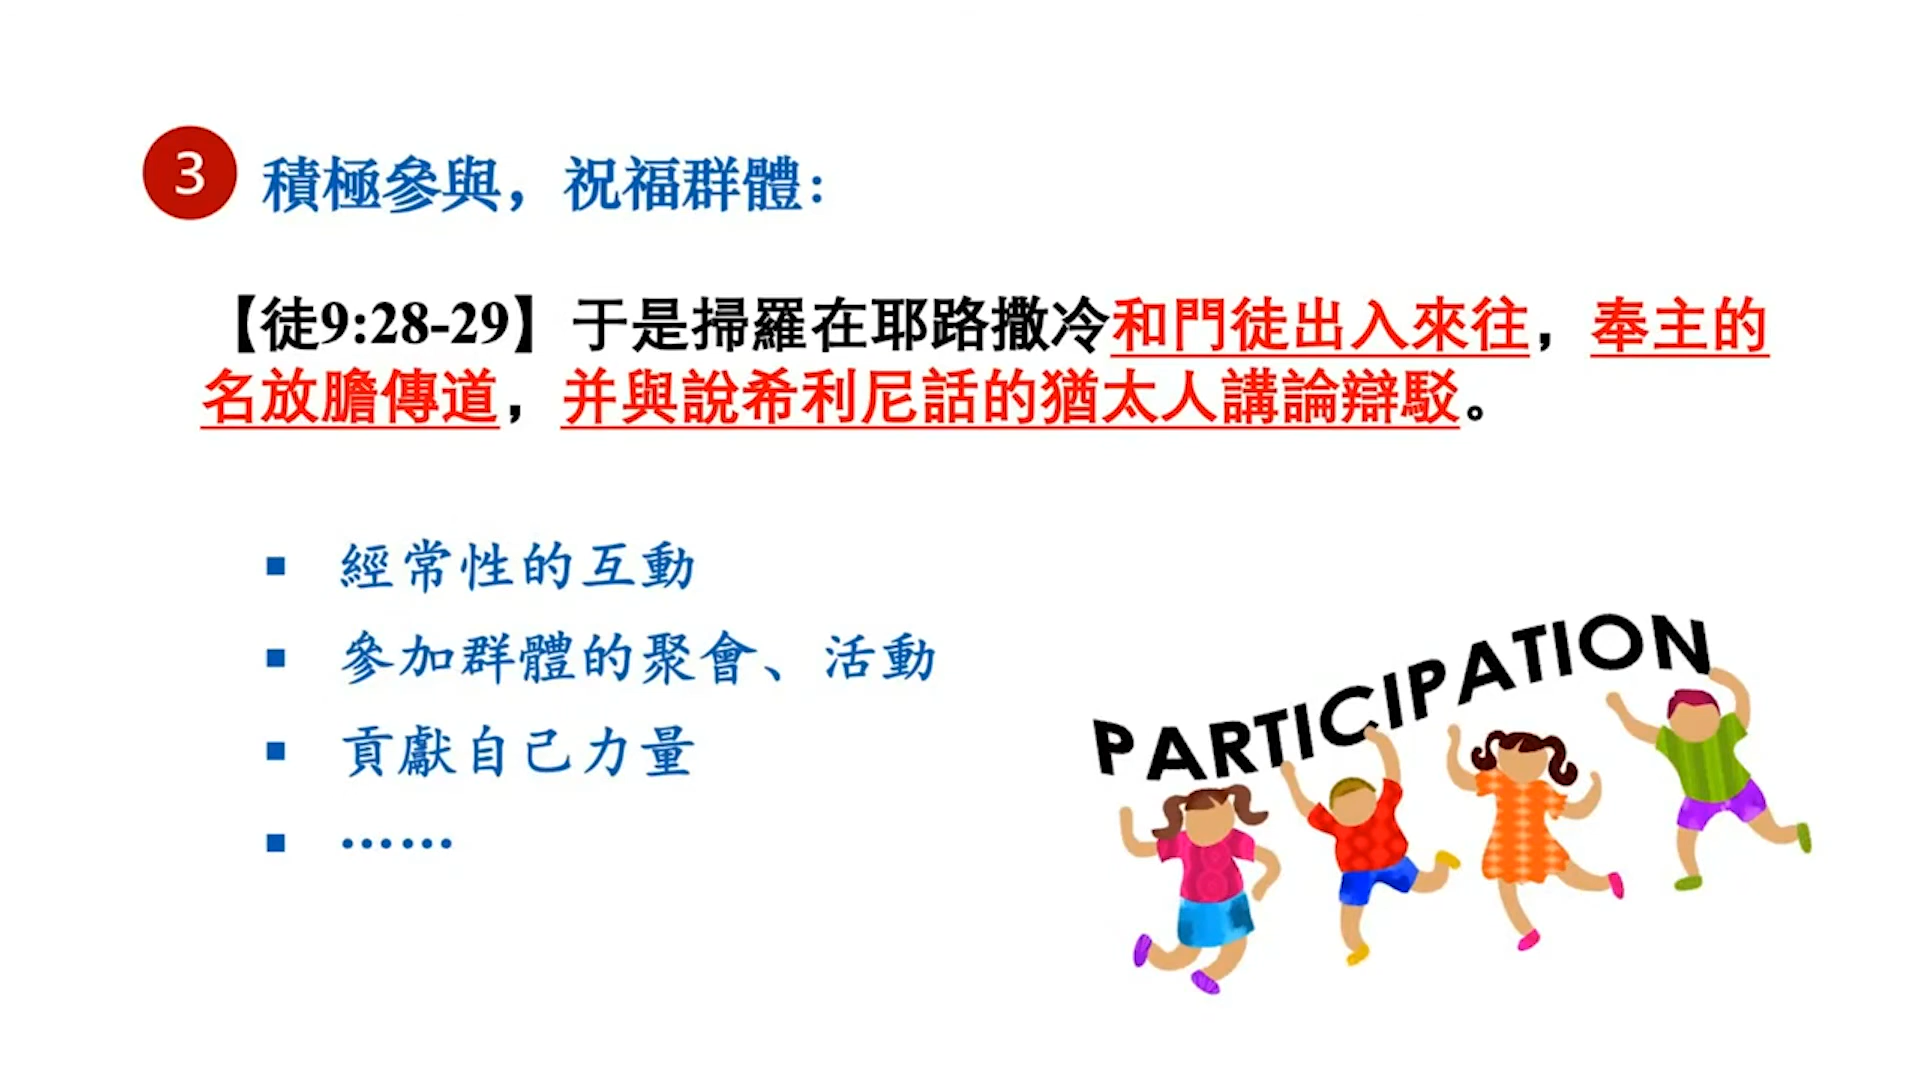 3 積極參與，祝福群體：
【徒9:28-29】于是掃羅在耶路撒冷和門徒出入來往，奉主的
名放膽傳道，并與說希利尼話的猶太人講論辯駁。
▪ 經常性的互動
▪ 參加群體的聚會、活動
▪ 貢獻自己力量
▪ ……
PARTICIPATION